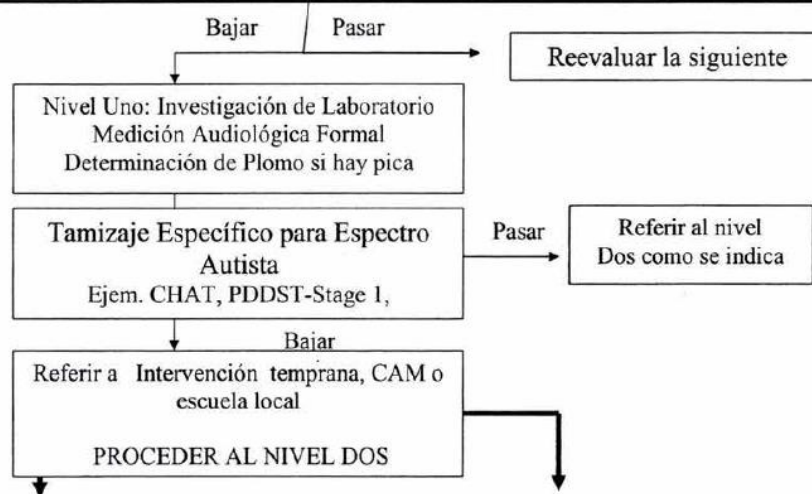 Bajar
Pasar
Reevaluar la siguiente
Nivel Uno: Investigación de Laboratorio
Medición Audiológica Formal
Determinación de Plomo si hay pica
Tamizaje Específico para Espectro
Autista
Ejem. CHAT, PDDST-Stage 1,
Pasar
Referir al nivel
Dos como se indica
Bajar
Referir a Intervención temprana, CAM o
escuela local
PROCEDER AL NIVEL DOS